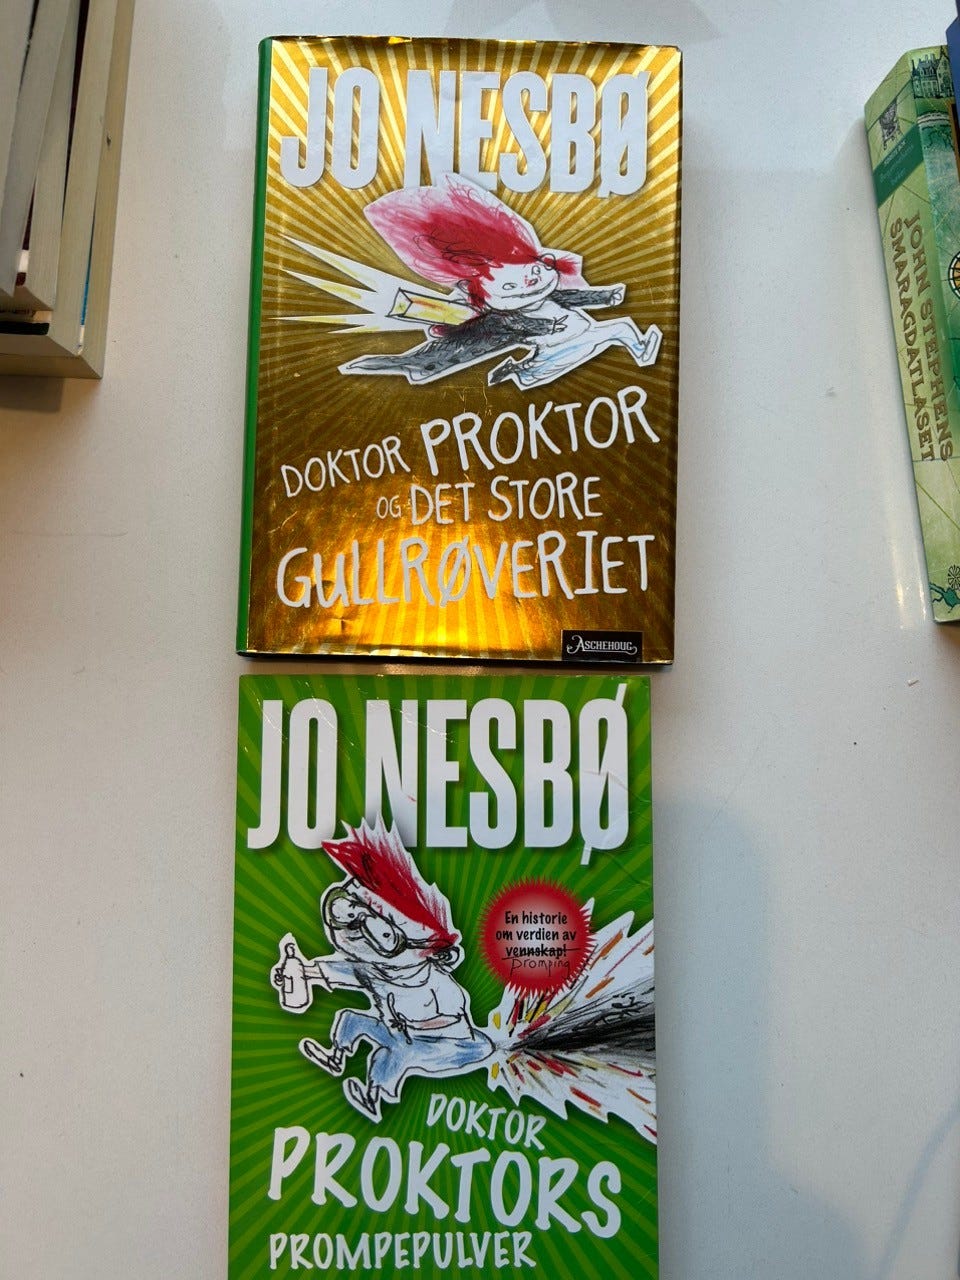 JO NESBØ
DOKTOR PROKTOR
OG DET STORE
GULLRØVERIET
ASCHEHOUG
JO NESBØ
En historie
om verdien av
vennskap!
promping
DOKTOR
PROKTORS
PROMPEPULVER
JOHN STEPHENS
SMARAGDATLASET